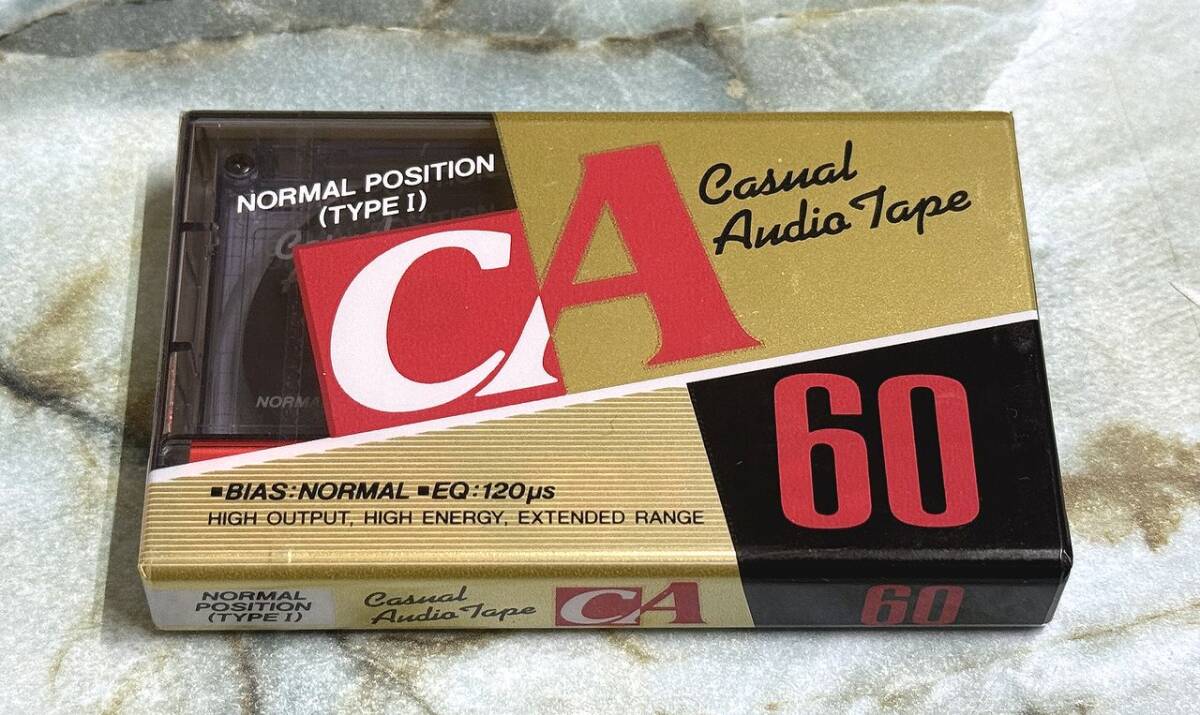 NORMAL POSITION
(TYPE I)
CA
Casual
Audio Tape
60
NORMA
▪BIAS:NORMAL ▪EQ:120µs
HIGH OUTPUT, HIGH ENERGY, EXTENDED RANGE
NORMAL
POSITION
(TYPE I)
Casual
Audio Tape
CA
60